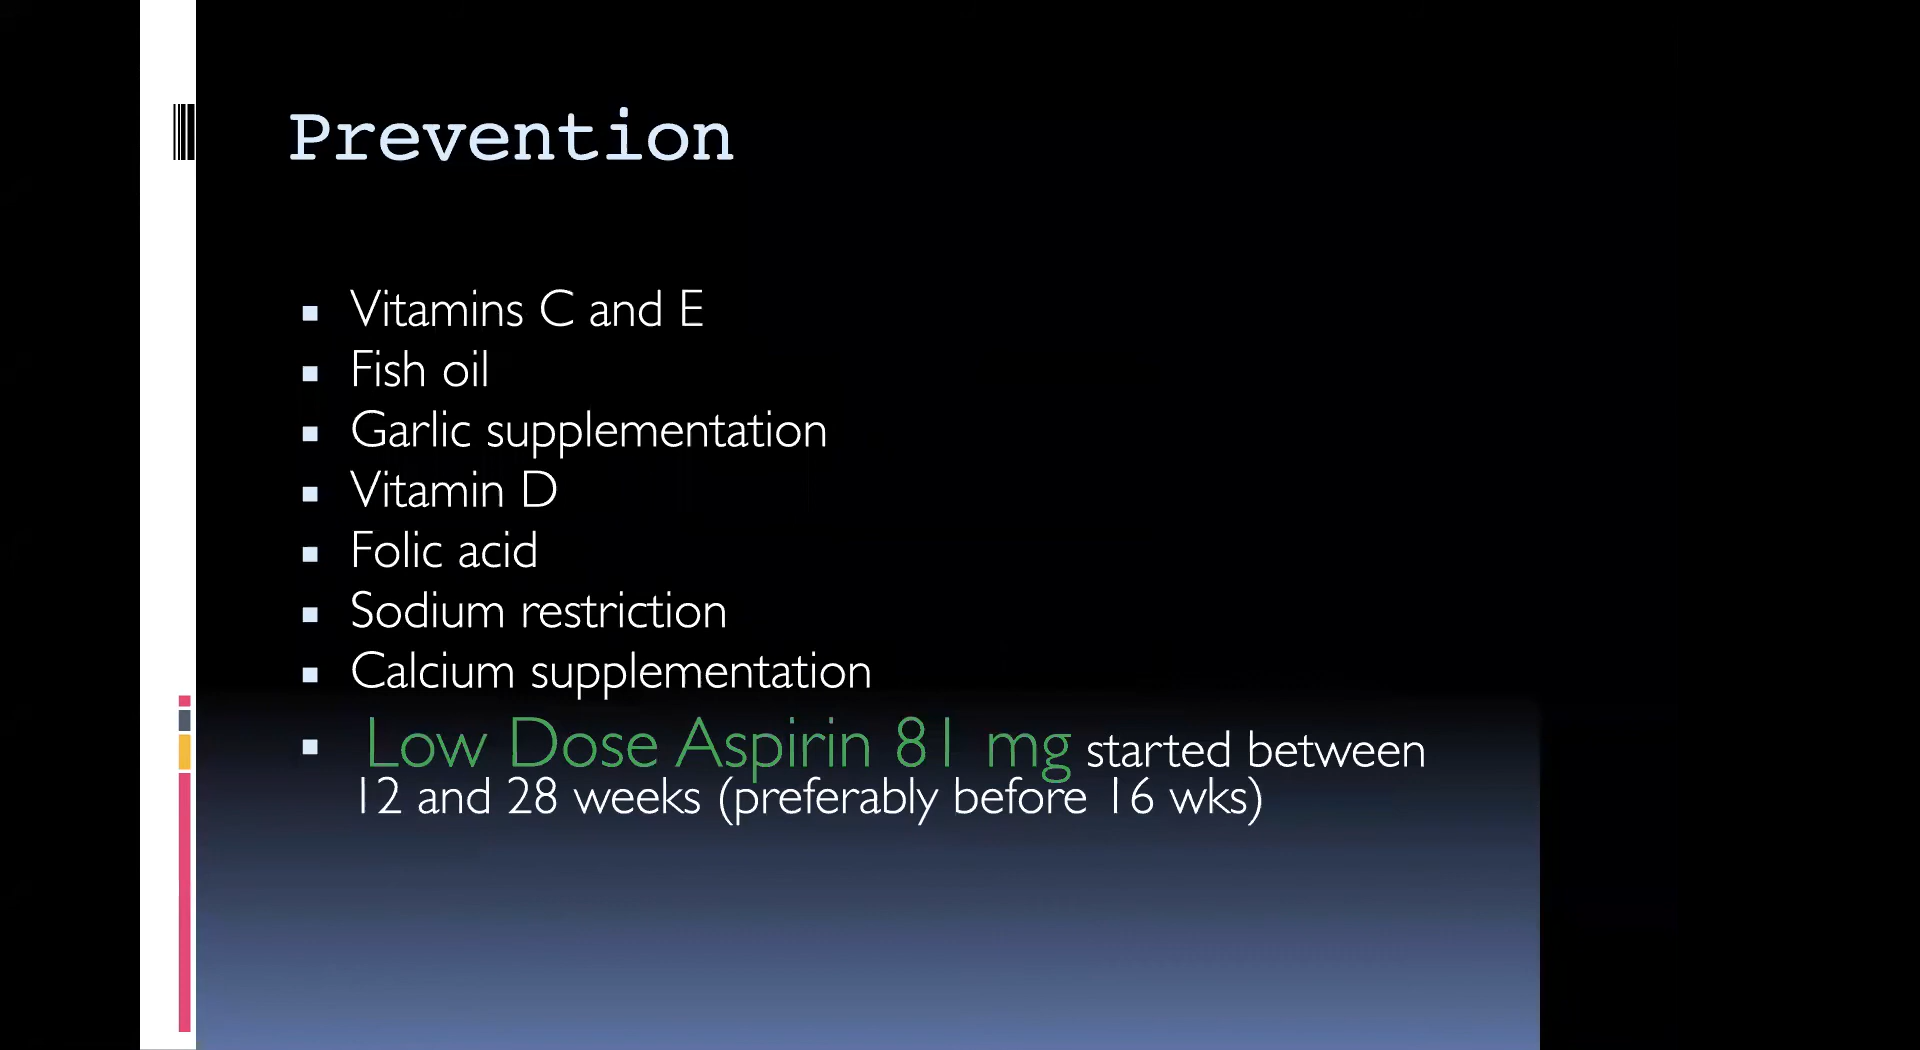 Prevention
Vitamins C and E
Fish oil
Garlic supplementation
Vitamin D
Folic acid
Sodium restriction
Calcium supplementation
Low Dose Aspirin 81 mg started between
12 and 28 weeks (preferably before 16 wks)